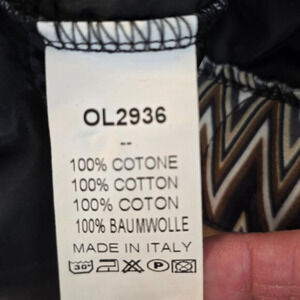 OL2936
--
100% COTONE
100% COTTON
100% COTON
100% BAUMWOLLE
MADE IN ITALY
30° P